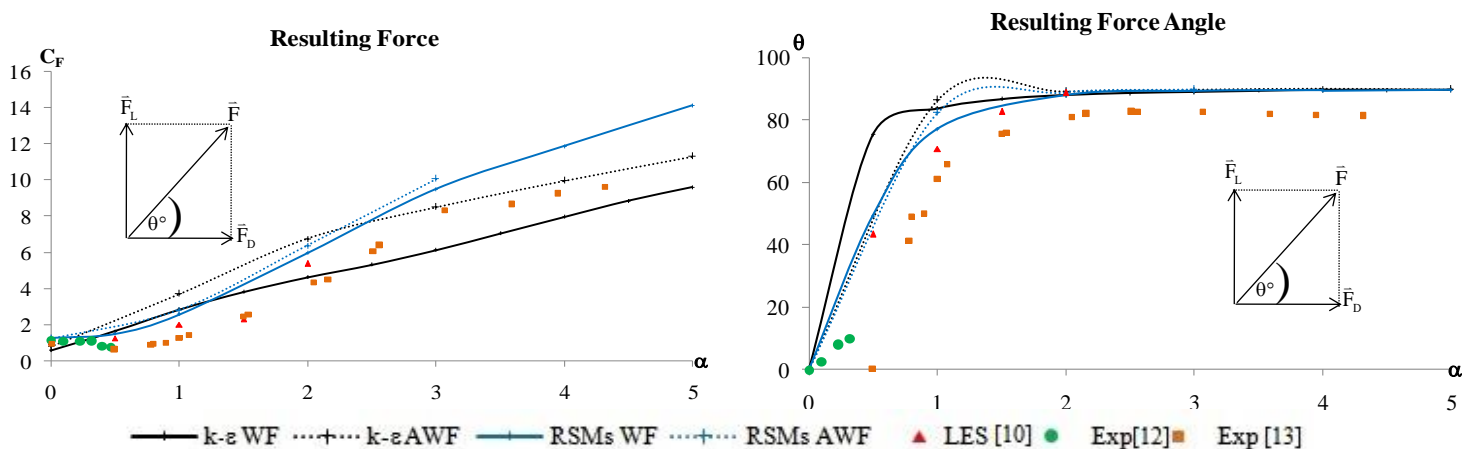 Resulting Force
C_F
16
14
12
10
8
6
4
2
0
0 1 2 3 4 5
α
F_L
F
θ°
F_D
Resulting Force Angle
θ
100
80
60
40
20
0
0 1 2 3 4 5
α
F_L
F
θ°
F_D
k-ε WF k-ε AWF RSMs WF RSMs AWF LES [10] Exp[12] Exp [13]